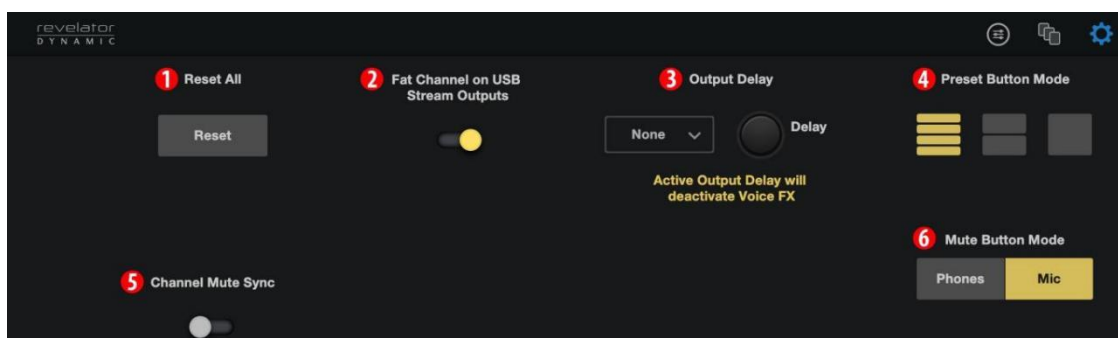 revelator
DYNAMIC
1 Reset All
Reset
2 Fat Channel on USB
Stream Outputs
3 Output Delay
None
Delay
Active Output Delay will
deactivate Voice FX
4 Preset Button Mode
5 Channel Mute Sync
6 Mute Button Mode
Phones
Mic